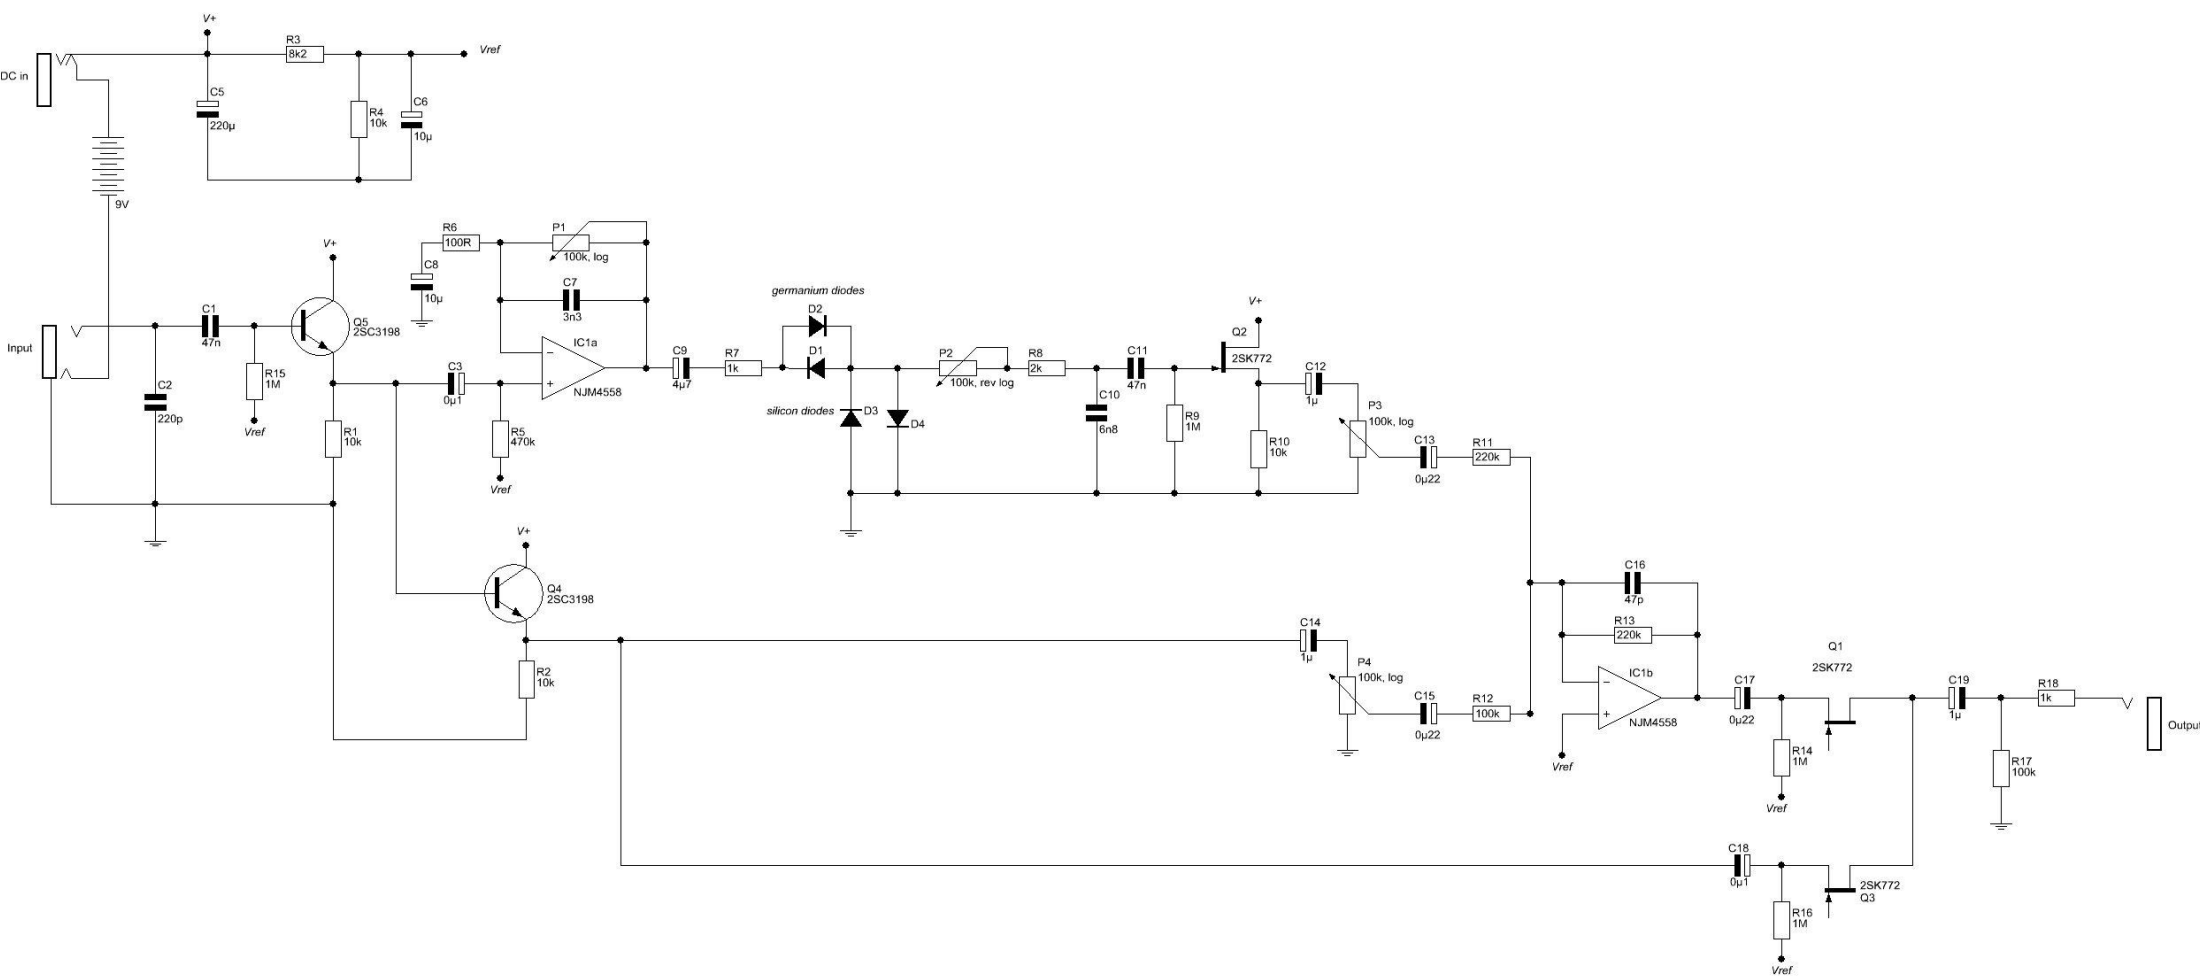 V+
DC in
R3
8k2
Vref
C5
220µ
R4
10k
C6
10µ
9V
Input
C1
47n
C2
220p
R15
1M
Vref
V+
Q5
2SC3198
R1
10k
R6
100R
C8
10µ
P1
100k, log
C7
3n3
IC1a
NJM4558
C3
0µ1
R5
470k
Vref
C9
4µ7
R7
1k
germanium diodes
D2
D1
silicon diodes
D3
D4
P2
100k, rev log
R8
2k
C10
6n8
C11
47n
R9
1M
V+
Q2
2SK772
R10
10k
C12
1µ
P3
100k, log
C13
0µ22
R11
220k
V+
Q4
2SC3198
R2
10k
C14
1µ
P4
100k, log
C15
0µ22
R12
100k
C16
47p
R13
220k
IC1b
NJM4558
Vref
C17
0µ22
R14
1M
Vref
Q1
2SK772
C19
1µ
R17
100k
R18
1k
Output
C18
0µ1
R16
1M
Vref
2SK772
Q3